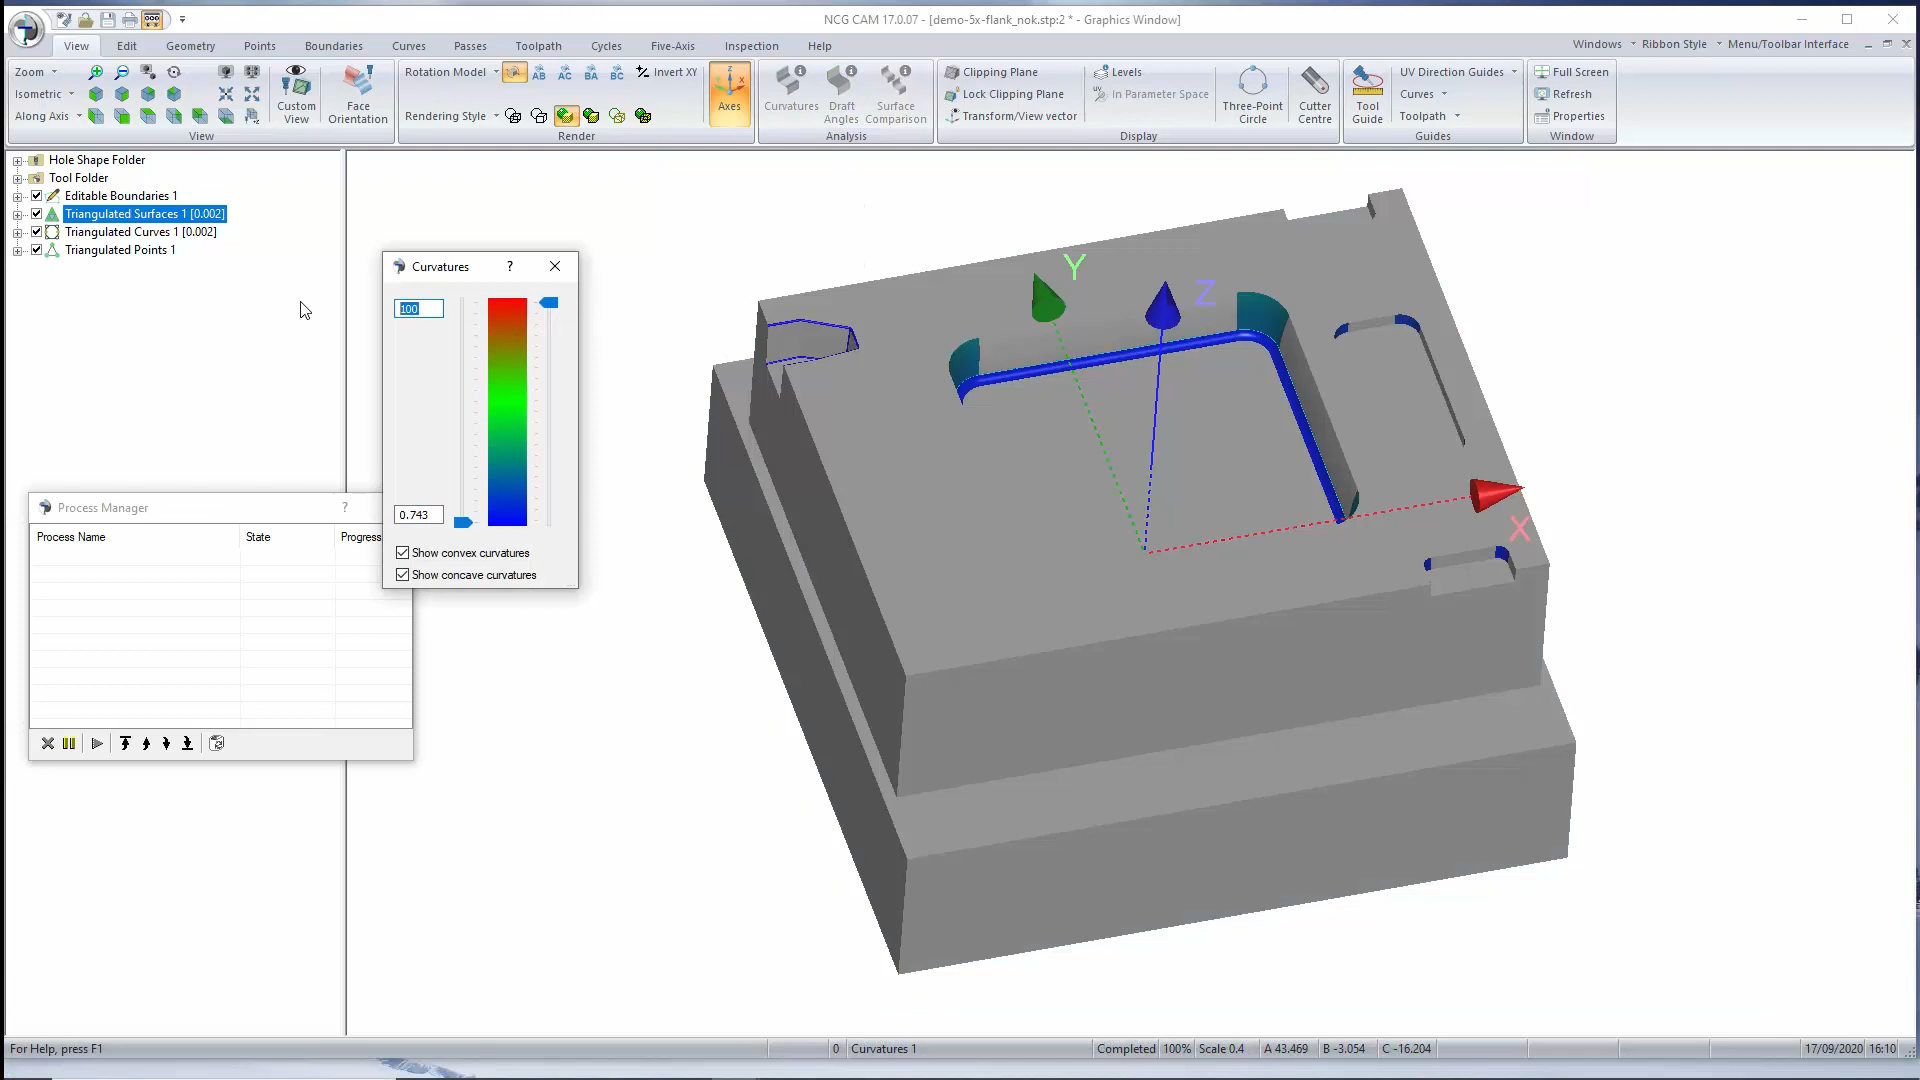 NCG CAM 17.0.07 - [demo-5x-flank_nok.stp:2 * - Graphics Window]
View Edit Geometry Points Boundaries Curves Passes Toolpath Cycles Five-Axis Inspection Help Windows Ribbon Style Menu/Toolbar Interface
Zoom
Isometric
Along Axis
Custom View
Face Orientation
View
Rotation Model AB AC BA BC Invert XY
Rendering Style
Axes
Render
Curvatures
Draft Angles
Surface Comparison
Analysis
Clipping Plane
Lock Clipping Plane
Transform/View vector
Levels
In Parameter Space
Three-Point Circle
Cutter Centre
Display
Tool Guide
UV Direction Guides
Curves
Toolpath
Guides
Full Screen
Refresh
Properties
Window
Hole Shape Folder
Tool Folder
Editable Boundaries 1
Triangulated Surfaces 1 [0.002]
Triangulated Curves 1 [0.002]
Triangulated Points 1
Curvatures ?
100
0.743
Show convex curvatures
Show concave curvatures
Process Manager ?
Process Name State Progress
Y
Z
X
For Help, press F1 0 Curvatures 1 Completed 100% Scale 0.4 A 43.469 B -3.054 C -16.204 17/09/2020 16:10